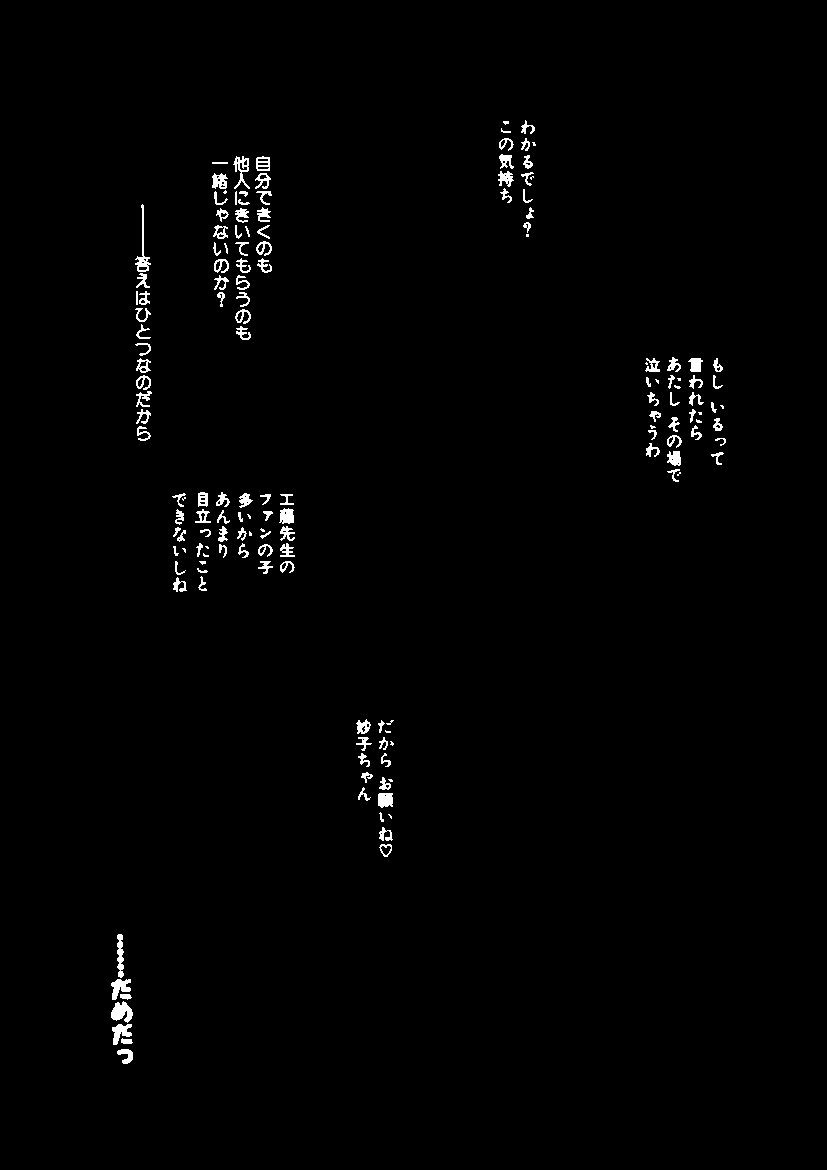 わかるでしょ?
この気持ち
もし いるって
言われたら
あたし その場で
泣いちゃうわ
自分できくのも
他人にきいてもらうのも
一緒じゃないのか?
――答えはひとつなのだから
工藤先生の
ファンの子
多いから
あんまり
目立ったこと
できないしね
だから お願いね♡
妙子ちゃん
……だめだっ